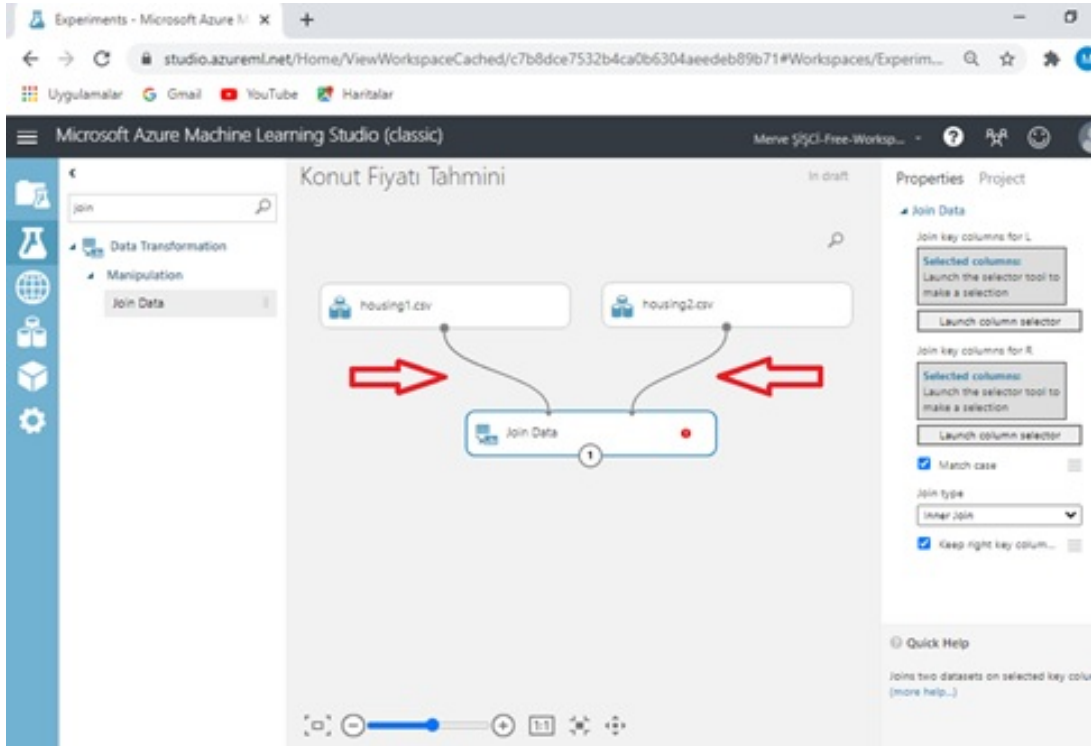 Experiments - Microsoft Azure M
studio.azureml.net/Home/ViewWorkspaceCached/c7b8dce7532b4ca0b6304aeedeb89b71#Workspaces/Experim...
Uygulamalar Gmail YouTube Haritalar
Microsoft Azure Machine Learning Studio (classic)
Merve ŞİŞCİ-Free-Worksp...
join
Data Transformation
Manipulation
Join Data
Konut Fiyatı Tahmini
In draft
housing1.csv
housing2.csv
Join Data
1
1:1
Properties Project
Join Data
Join key columns for L
Selected columns:
Launch the selector tool to
make a selection
Launch column selector
Join key columns for R
Selected columns:
Launch the selector tool to
make a selection
Launch column selector
Match case
Join type
Inner Join
Keep right key colum...
Quick Help
Joins two datasets on selected key colu
(more help...)